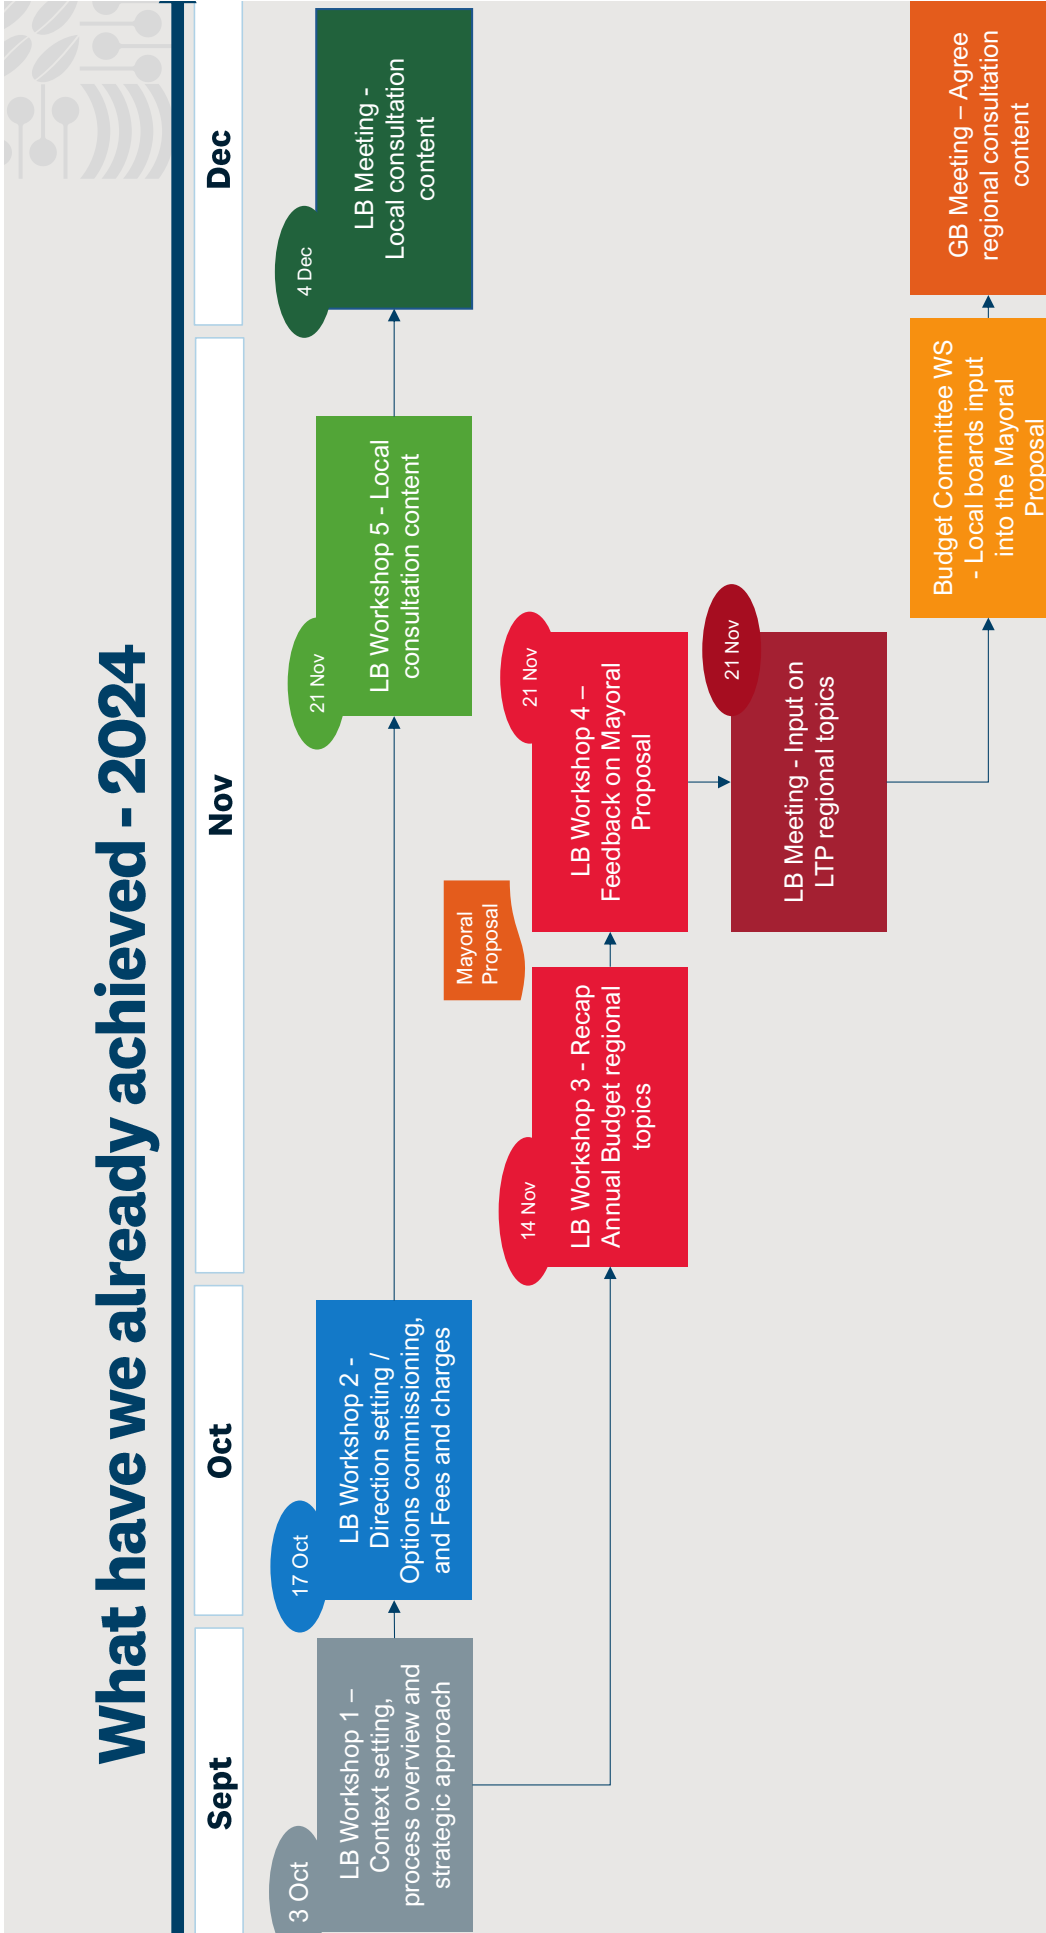 What have we already achieved - 2024
Sept
Oct
Nov
Dec
3 Oct
LB Workshop 1 –
Context setting,
process overview and
strategic approach
17 Oct
LB Workshop 2 -
Direction setting /
Options commissioning,
and Fees and charges
21 Nov
LB Workshop 5 - Local
consultation content
4 Dec
LB Meeting -
Local consultation
content
14 Nov
LB Workshop 3 - Recap
Annual Budget regional
topics
Mayoral
Proposal
21 Nov
LB Workshop 4 –
Feedback on Mayoral
Proposal
21 Nov
LB Meeting - Input on
LTP regional topics
Budget Committee WS
- Local boards input
into the Mayoral
Proposal
GB Meeting – Agree
regional consultation
content